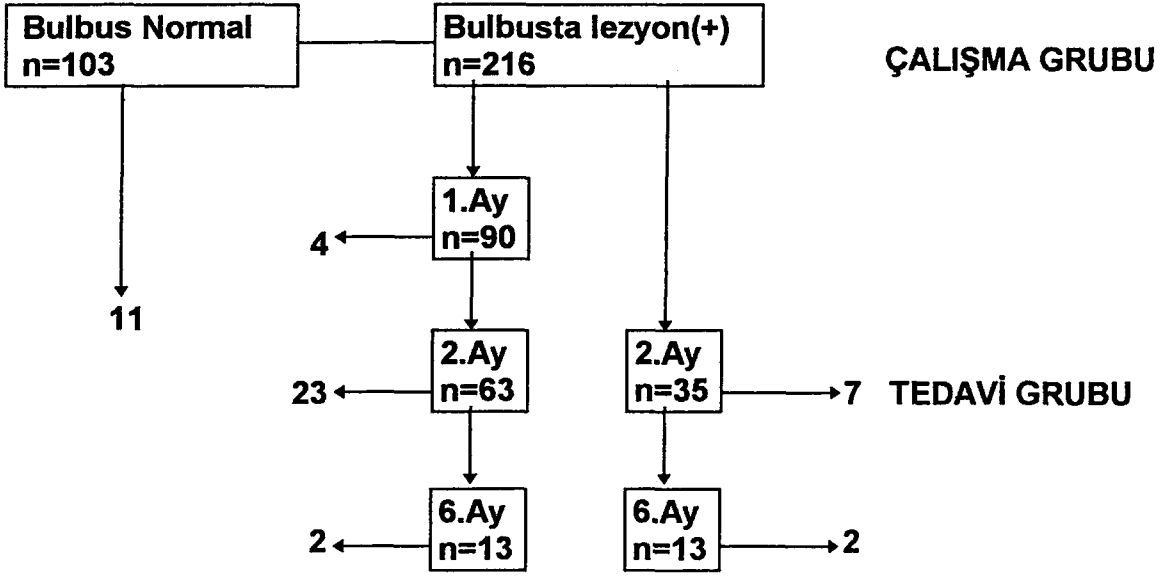 Bulbus Normal
n=103
Bulbusta lezyon(+)
n=216
ÇALIŞMA GRUBU
1.Ay
n=90
4
11
2.Ay
n=63
23
2.Ay
n=35
7
TEDAVİ GRUBU
6.Ay
n=13
2
6.Ay
n=13
2